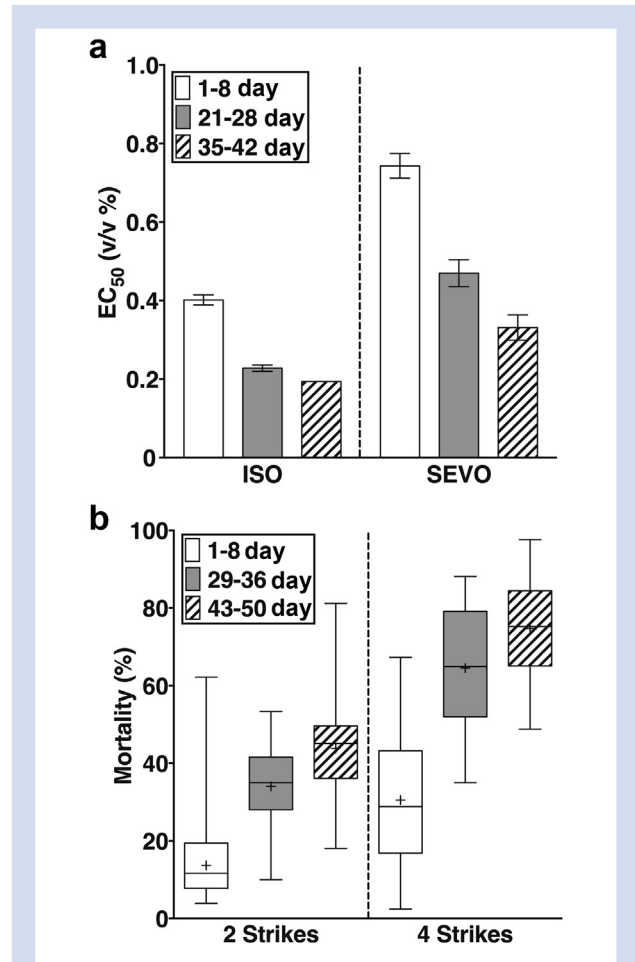 a
1.0
1-8 day
21-28 day
35-42 day
0.8
0.6
0.4
0.2
0
EC50 (v/v %)
ISO SEVO
b
100
1-8 day
29-36 day
43-50 day
80
60
40
20
0
Mortality (%)
2 Strikes 4 Strikes